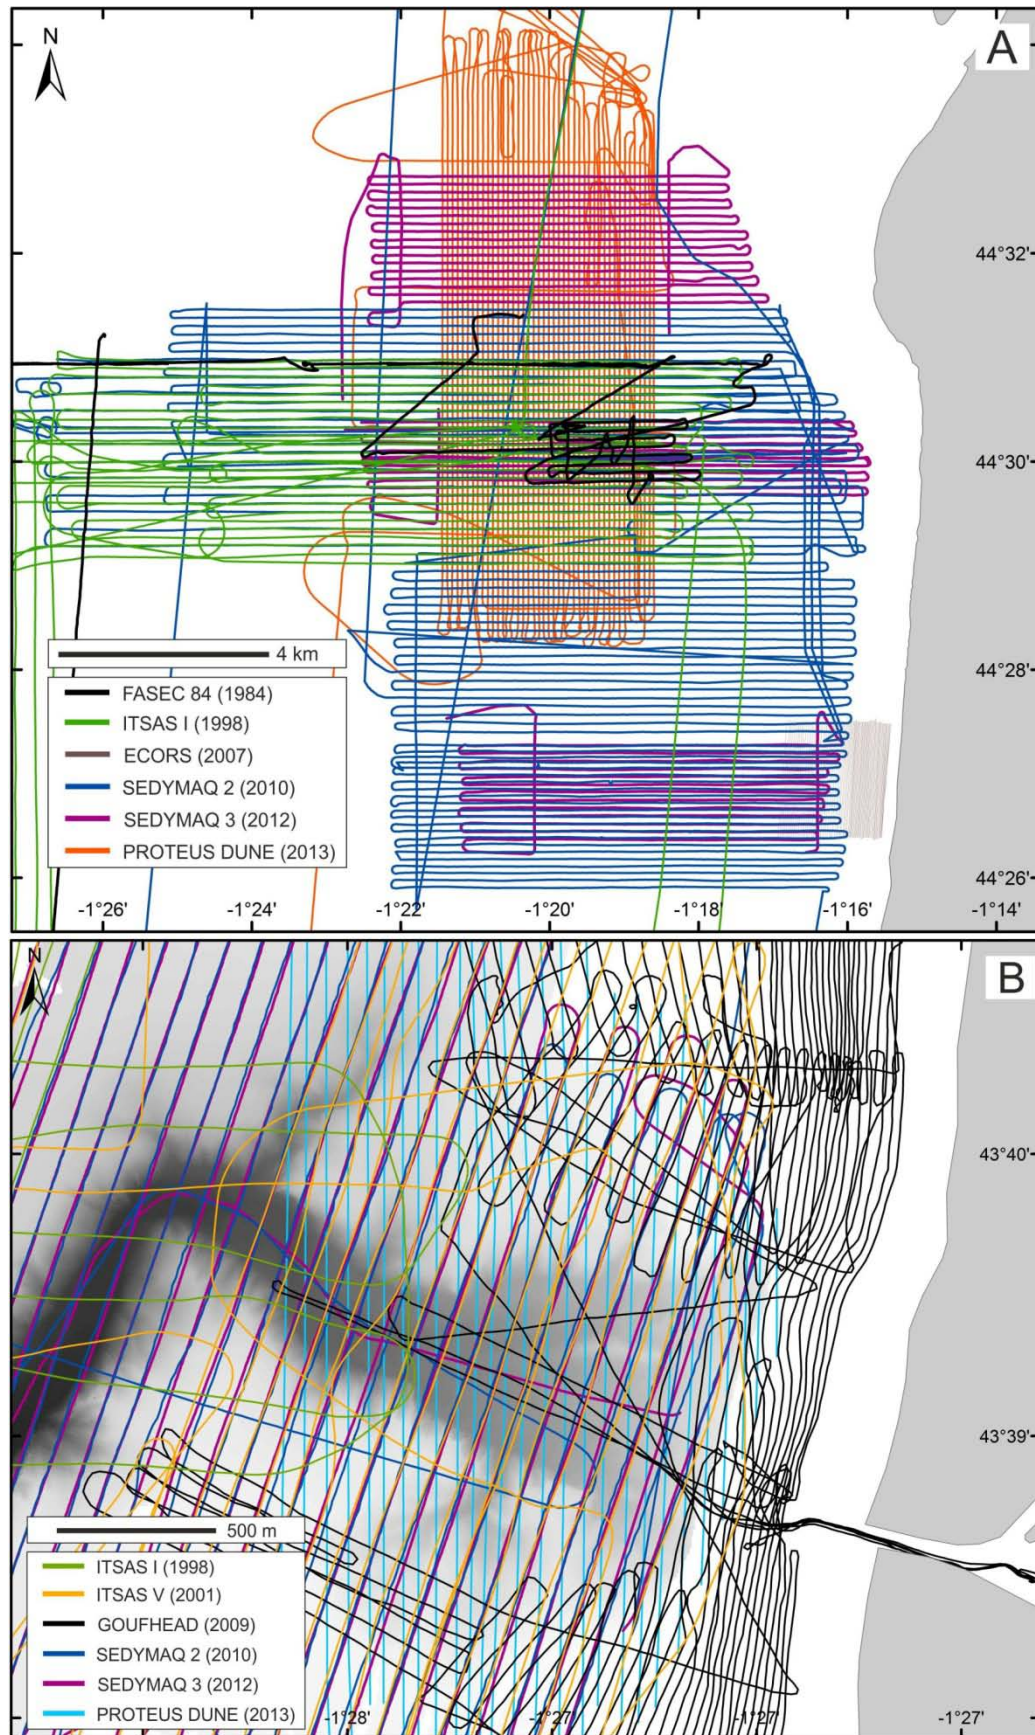 N
A
44°32'
44°30'
44°28'
44°26'
4 km
FASEC 84 (1984)
ITSAS I (1998)
ECORS (2007)
SEDYMAQ 2 (2010)
SEDYMAQ 3 (2012)
PROTEUS DUNE (2013)
-1°26' -1°24' -1°22' -1°20' -1°18' -1°16' -1°14'
N
B
43°40'
43°39'
500 m
ITSAS I (1998)
ITSAS V (2001)
GOUFHEAD (2009)
SEDYMAQ 2 (2010)
SEDYMAQ 3 (2012)
PROTEUS DUNE (2013)
-1°28' -1°27' -1°27' -1°27'